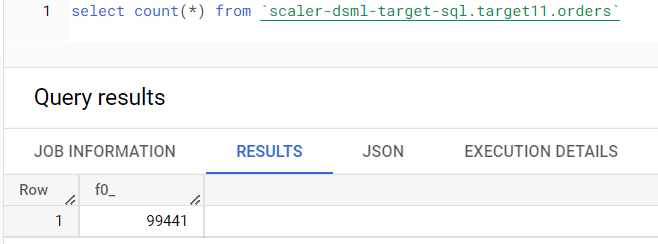 1 select count(*) from `scaler-dsml-target-sql.target11.orders`
Query results
JOB INFORMATION RESULTS JSON EXECUTION DETAILS
Row f0_
1 99441